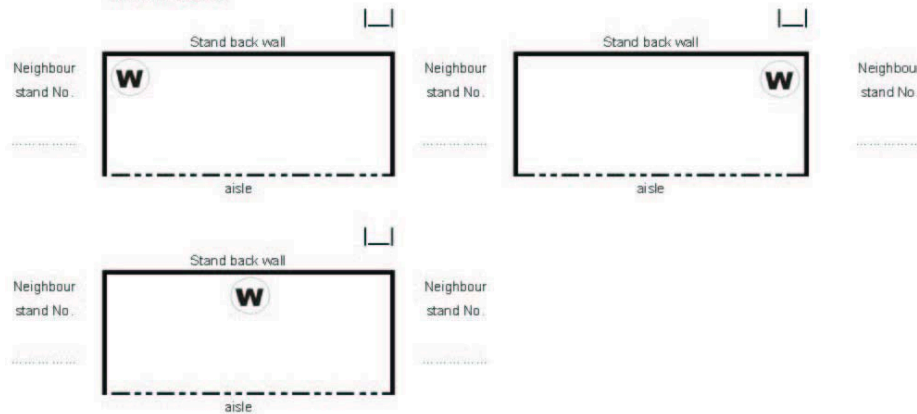 Stand back wall
Stand back wall
Neighbour
stand No.
W
Neighbour
stand No.
W
Neighbour
stand No.
..................
..................
..................
aisle
aisle
Stand back wall
Neighbour
stand No.
W
Neighbour
stand No.
..................
..................
aisle